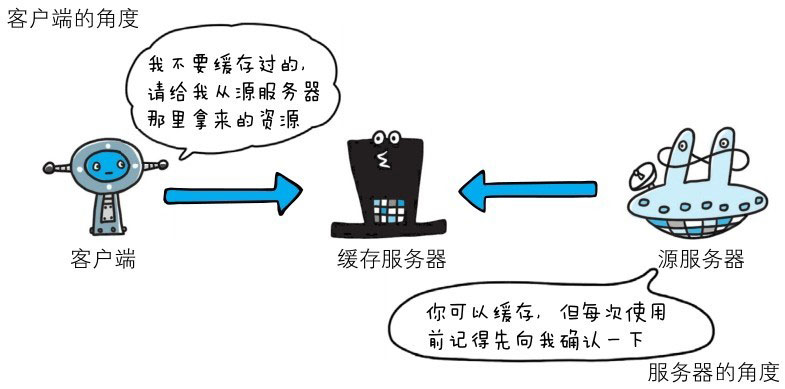 客户端的角度
我不要缓存过的,
请给我从源服务器
那里拿来的资源
客户端
缓存服务器
源服务器
你可以缓存, 但每次使用
前记得先向我确认一下
服务器的角度